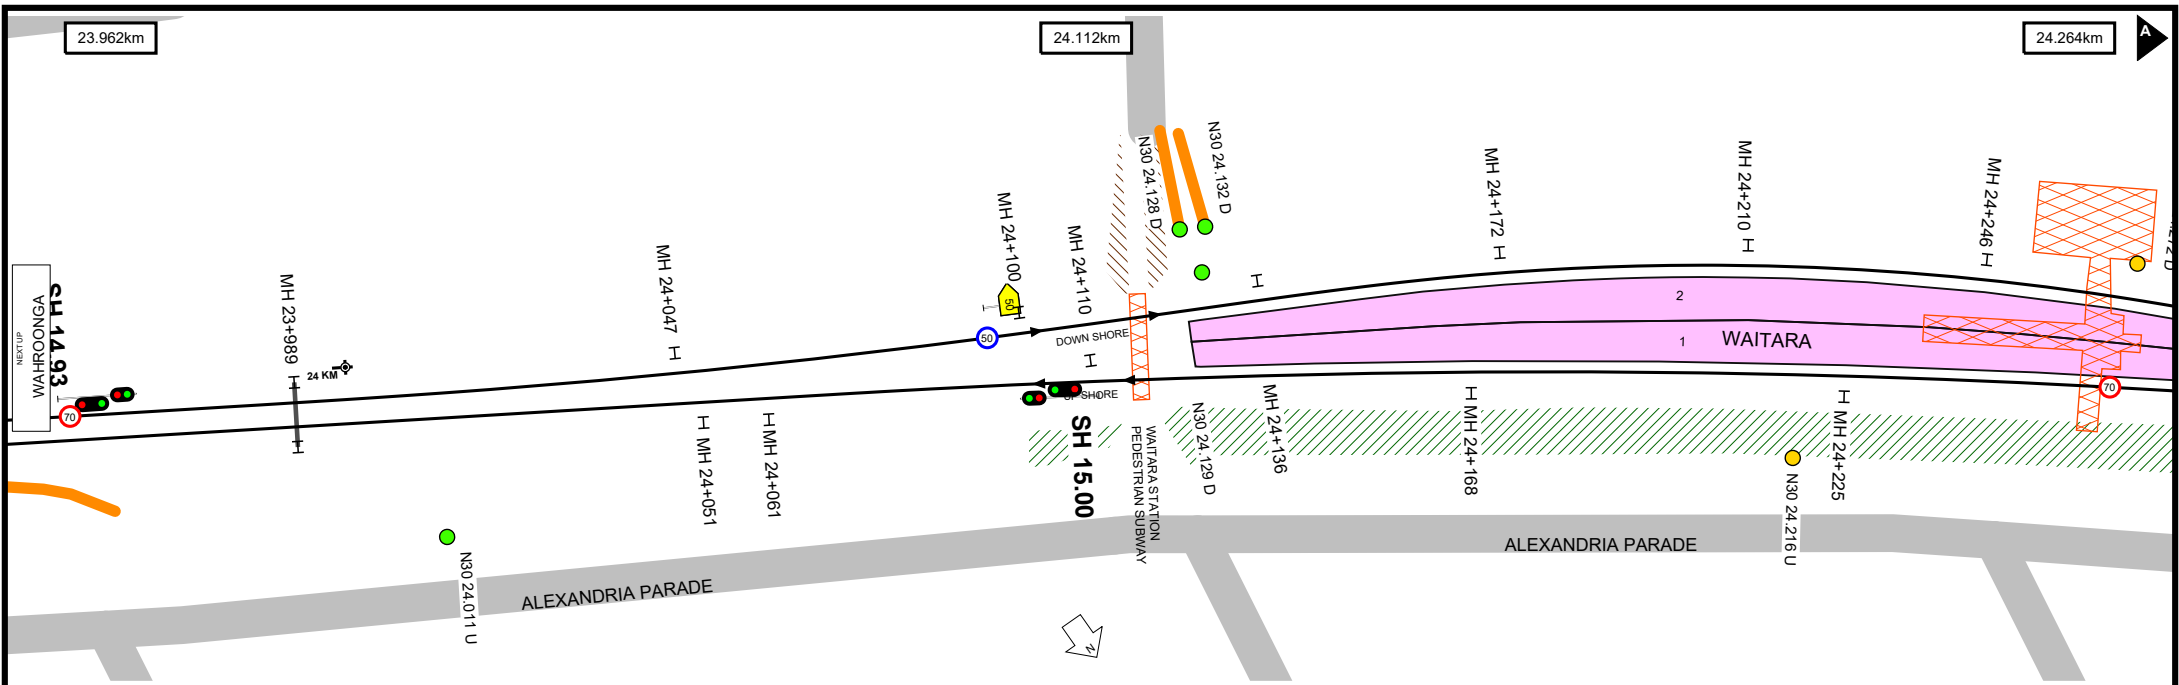 23.962km
24.112km
24.264km
A
N30 24.128 D
N30 24.132 D
MH 24+172
MH 24+210
MH 24+246
MH 24+100
MH 24+110
MH 24+047
MH 23+989
50
50
DOWN SHORE
2
1
WAITARA
NEXT UP
WAHROONGA
SH 14.93
24 KM
70
70
UP SHORE
SH 15.00
MH 24+051
MH 24+061
WAITARA STATION
PEDESTRIAN SUBWAY
N30 24.129 D
MH 24+136
MH 24+168
MH 24+225
N30 24.216 U
N30 24.011 U
ALEXANDRIA PARADE
ALEXANDRIA PARADE
N